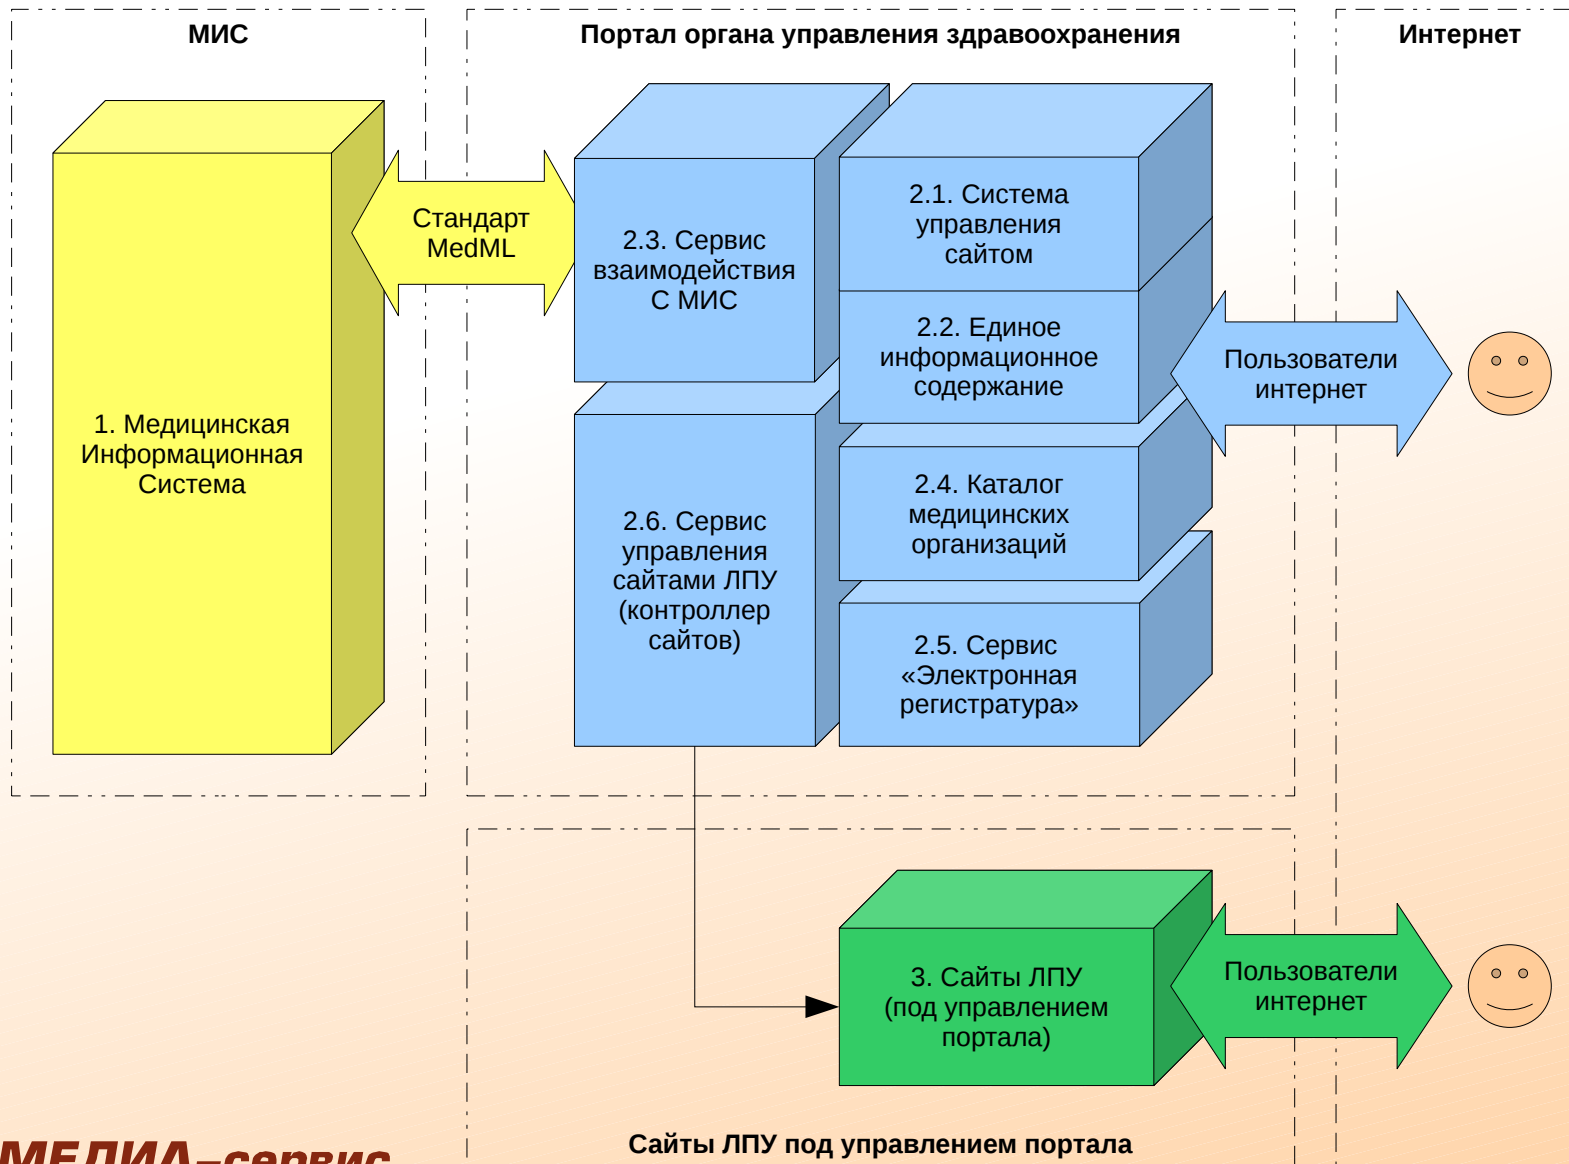 МИС
Портал органа управления здравоохранения
Интернет
1. Медицинская
Информационная
Система
Стандарт
MedML
2.3. Сервис
взаимодействия
С МИС
2.1. Система
управления
сайтом
2.2. Единое
информационное
содержание
Пользователи
интернет
2.6. Сервис
управления
сайтами ЛПУ
(контроллер
сайтов)
2.4. Каталог
медицинских
организаций
2.5. Сервис
«Электронная
регистратура»
3. Сайты ЛПУ
(под управлением
портала)
Пользователи
интернет
Сайты ЛПУ под управлением портала
МЕДИА-сервис